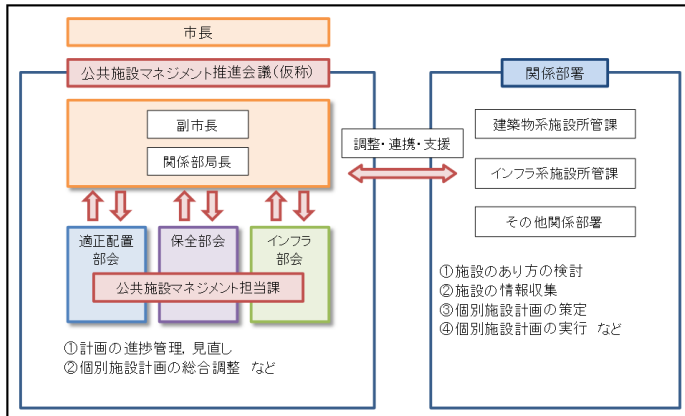 市長
公共施設マネジメント推進会議(仮称)
副市長
関係部局長
適正配置
部会
保全部会
インフラ
部会
公共施設マネジメント担当課
①計画の進捗管理, 見直し
②個別施設計画の総合調整 など
調整・連携・支援
関係部署
建築物系施設所管課
インフラ系施設所管課
その他関係部署
①施設のあり方の検討
②施設の情報収集
③個別施設計画の策定
④個別施設計画の実行 など